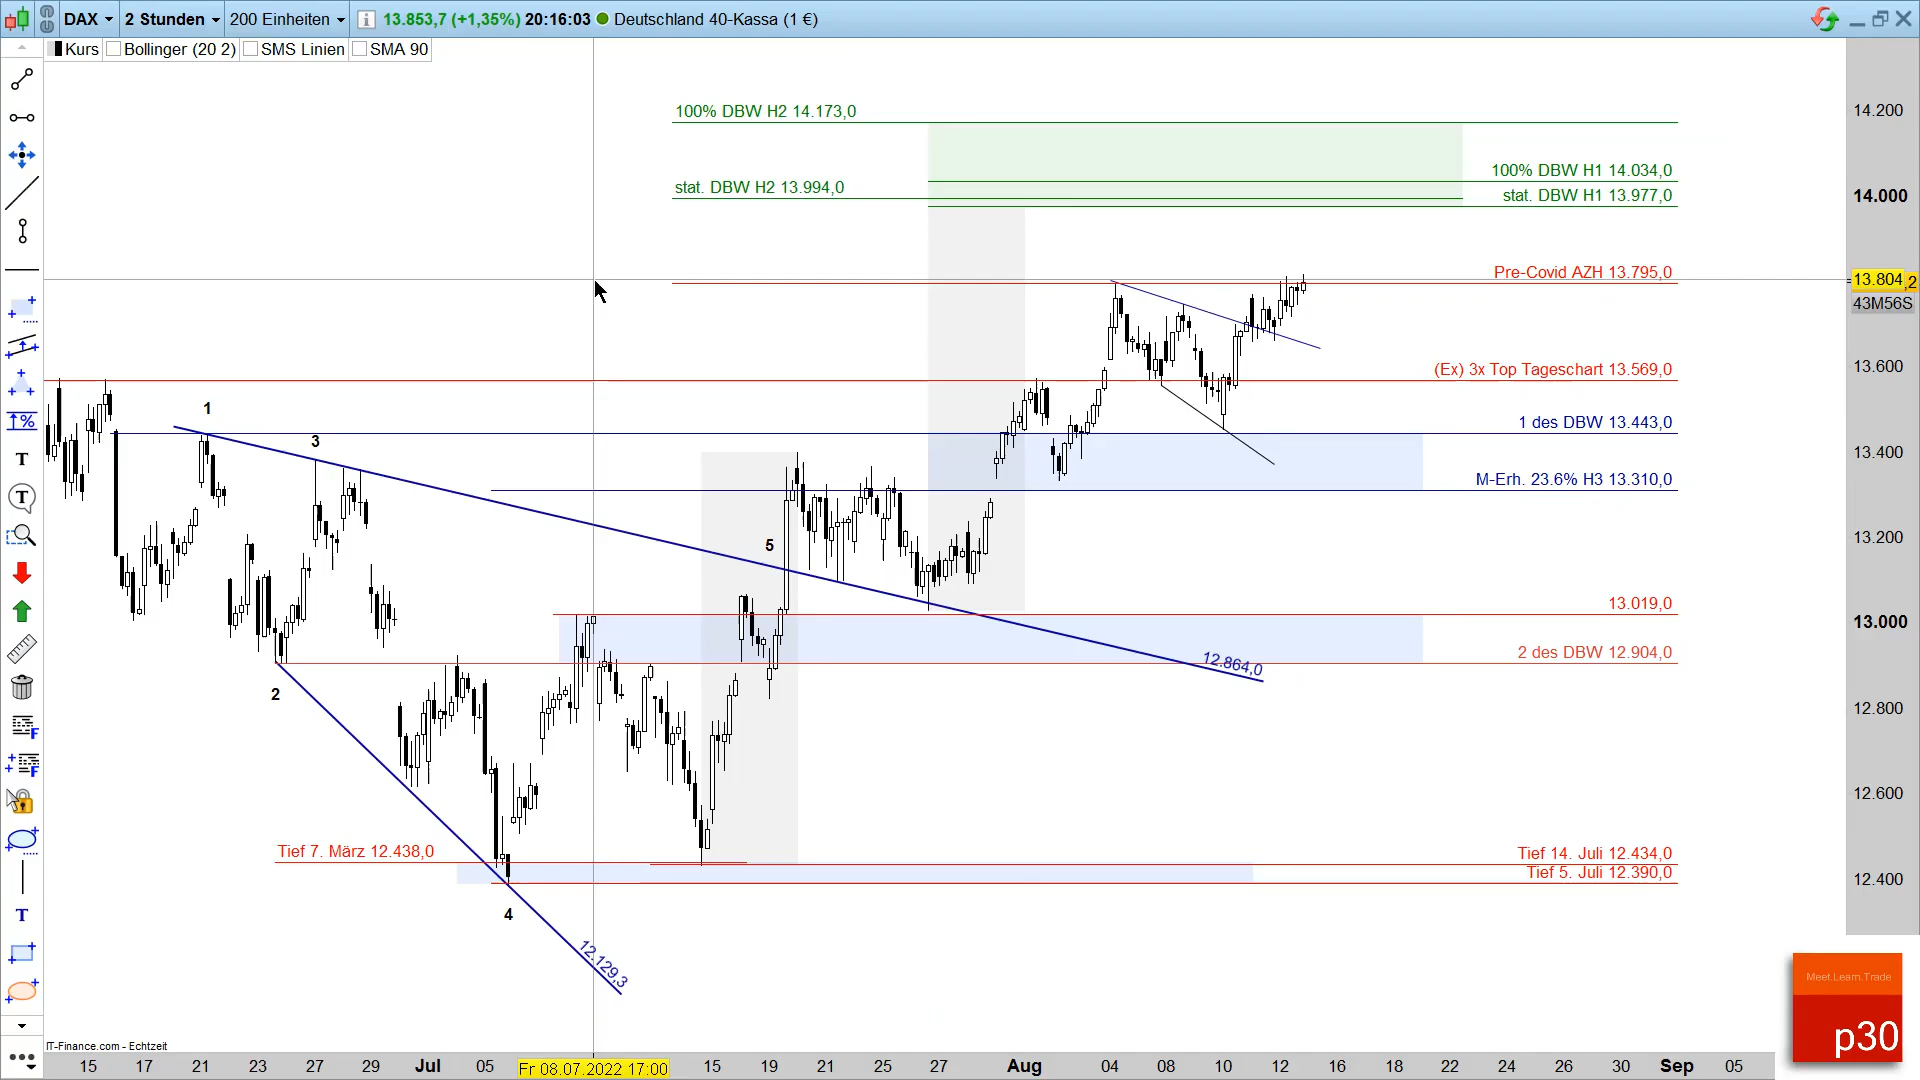 DAX 2 Stunden 200 Einheiten 13.853,7 (+1,35%) 20:16:03 Deutschland 40-Kassa (1 €)
Kurs Bollinger (20 2) SMS Linien SMA 90
100% DBW H2 14.173,0
14.200
100% DBW H1 14.034,0
stat. DBW H2 13.994,0
stat. DBW H1 13.977,0
14.000
Pre-Covid AZH 13.795,0
13.804,2
43M56S
(Ex) 3x Top Tageschart 13.569,0
13.600
1
1 des DBW 13.443,0
3
13.400
M-Erh. 23.6% H3 13.310,0
5
13.200
13.019,0
13.000
2 des DBW 12.904,0
12.864,0
2
12.800
12.600
Tief 7. März 12.438,0
Tief 14. Juli 12.434,0
Tief 5. Juli 12.390,0
12.400
4
12.129,3
T
T
T
%
F
F
Meet.Learn.Trade
p30
IT-Finance.com - Echtzeit
15 17 21 23 27 29 Jul 05 Fr 08.07.2022 17:00 15 19 21 25 27 Aug 04 08 10 12 16 18 22 24 26 30 Sep 05